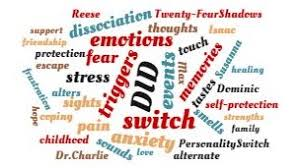 Reese
dissociation
Twenty-FourShadows
support
friendship
thoughts
Isaac
emotions
touch
protection
escape
fear
stress
triggers
DID
events
Max
memories
Susanna
healing
tastes
Dominic
self-protection
alters
sights
hope
coping
frustration
pain
switch
strengths
family
childhood
anxiety
PersonalitySwitch
Dr.Charlie
sounds
love
alternate